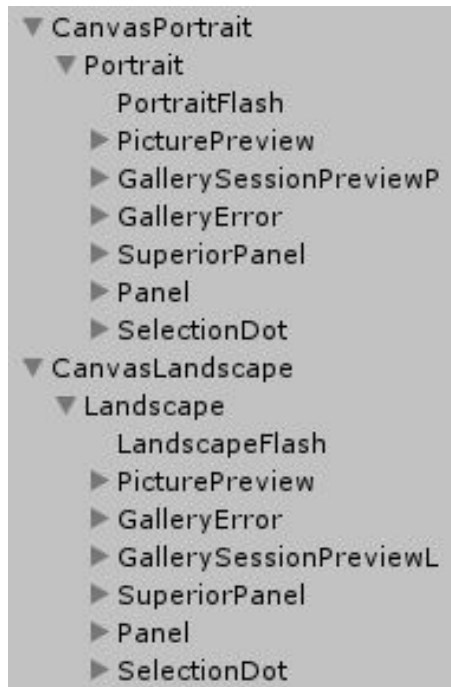 CanvasPortrait
Portrait
PortraitFlash
PicturePreview
GallerySessionPreviewP
GalleryError
SuperiorPanel
Panel
SelectionDot
CanvasLandscape
Landscape
LandscapeFlash
PicturePreview
GalleryError
GallerySessionPreviewL
SuperiorPanel
Panel
SelectionDot